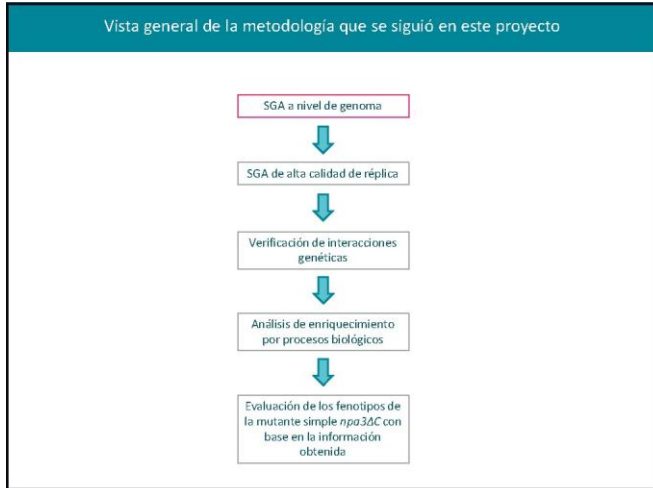 Vista general de la metodología que se siguió en este proyecto
SGA a nivel de genoma
SGA de alta calidad de réplica
Verificación de interacciones
genéticas
Análisis de enriquecimiento
por procesos biológicos
Evaluación de los fenotipos de
la mutante simple npa3ΔC con
base en la información
obtenida